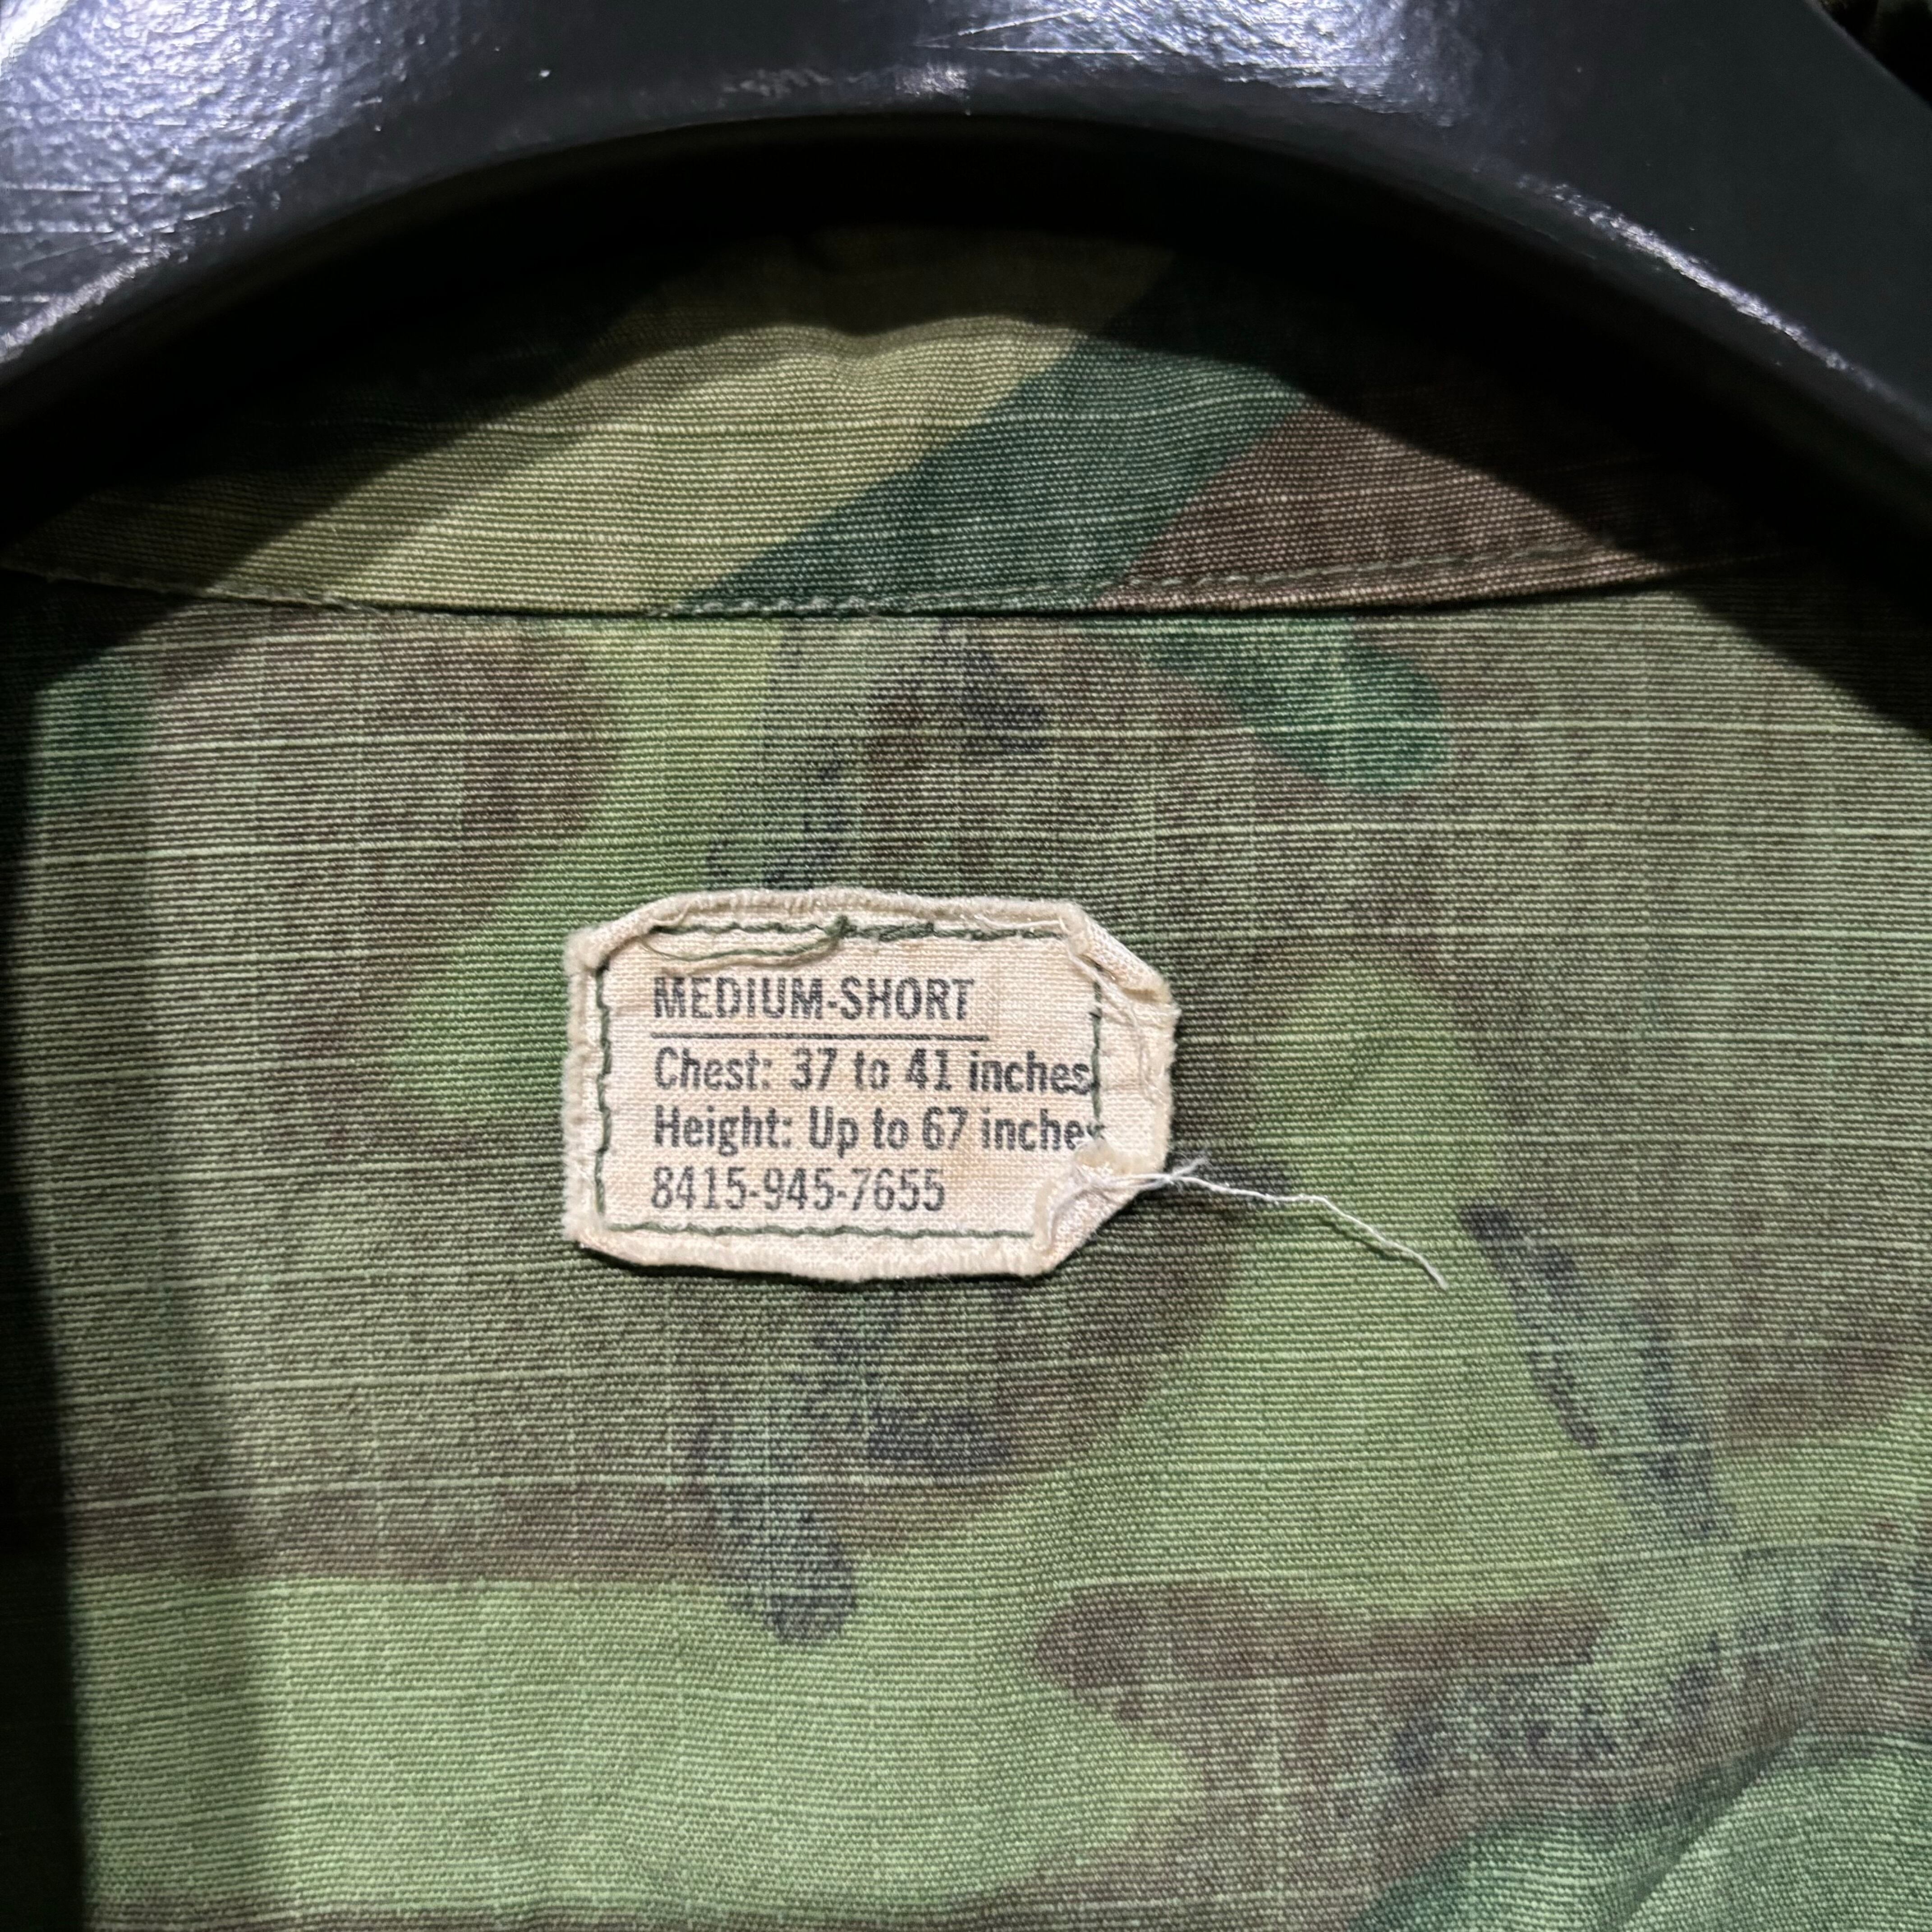 MEDIUM-SHORT
Chest: 37 to 41 inches
Height: Up to 67 inches
8415-945-7655